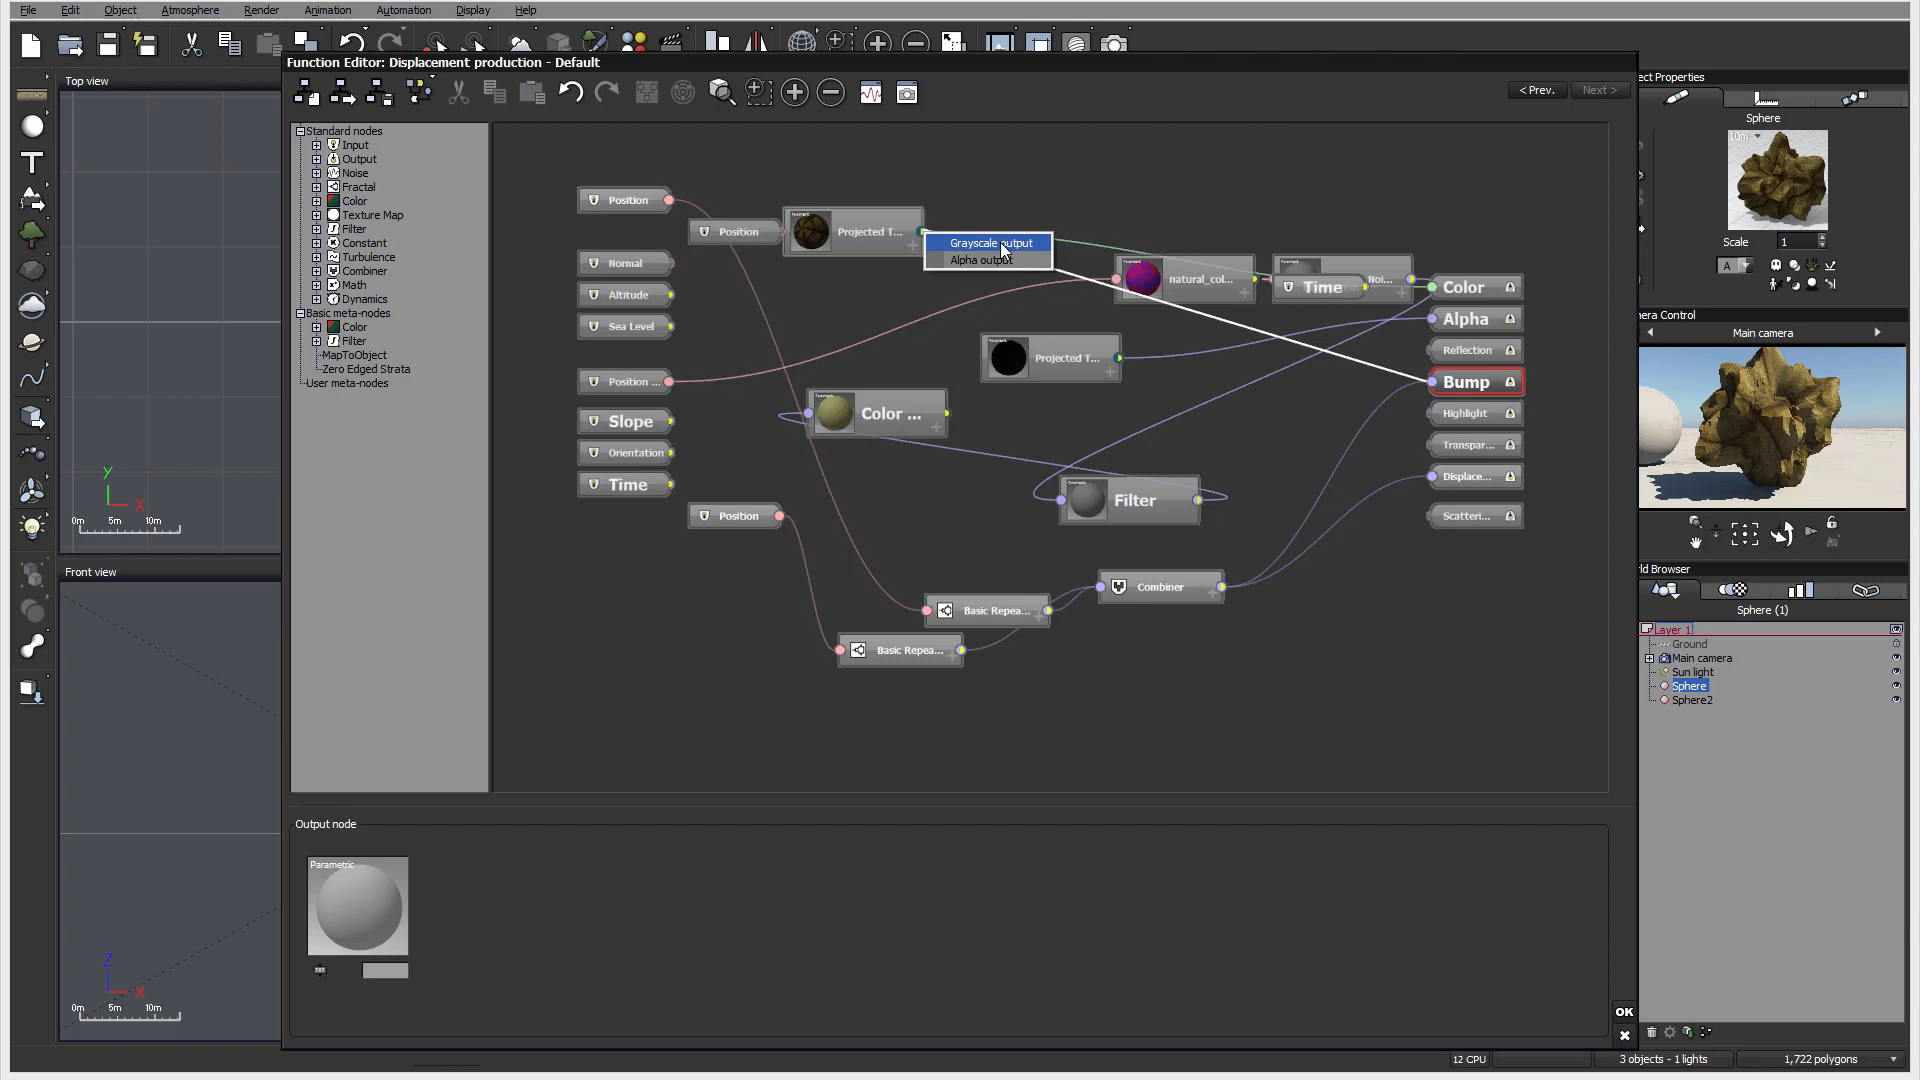 File Edit Object Atmosphere Render Animation Automation Display Help
Function Editor: Displacement production - Default
< Prev. Next >
Top view
Standard nodes
Input
Output
Noise
Fractal
Color
Texture Map
Filter
Constant
Turbulence
Combiner
Math
Dynamics
Basic meta-nodes
Color
Filter
MapToObject
Zero Edged Strata
User meta-nodes
Position
Position
Projected T...
Normal
Altitude
Sea Level
Position ...
Slope
Orientation
Time
Position
Grayscale output
Alpha output
natural_col...
Time
Noi...
Projected T...
Color ...
Filter
Combiner
Basic Repea...
Basic Repea...
Color
Alpha
Reflection
Bump
Highlight
Transpar...
Displace...
Scatteri...
Y
X
0m 5m 10m
Front view
Z
X
0m 5m 10m
Output node
Parametric
OK
ect Properties
Sphere
10m
Scale 1
A
era Control
Main camera
ld Browser
Sphere (1)
Layer 1
Ground
Main camera
Sun light
Sphere
Sphere2
12 CPU 3 objects - 1 lights 1,722 polygons